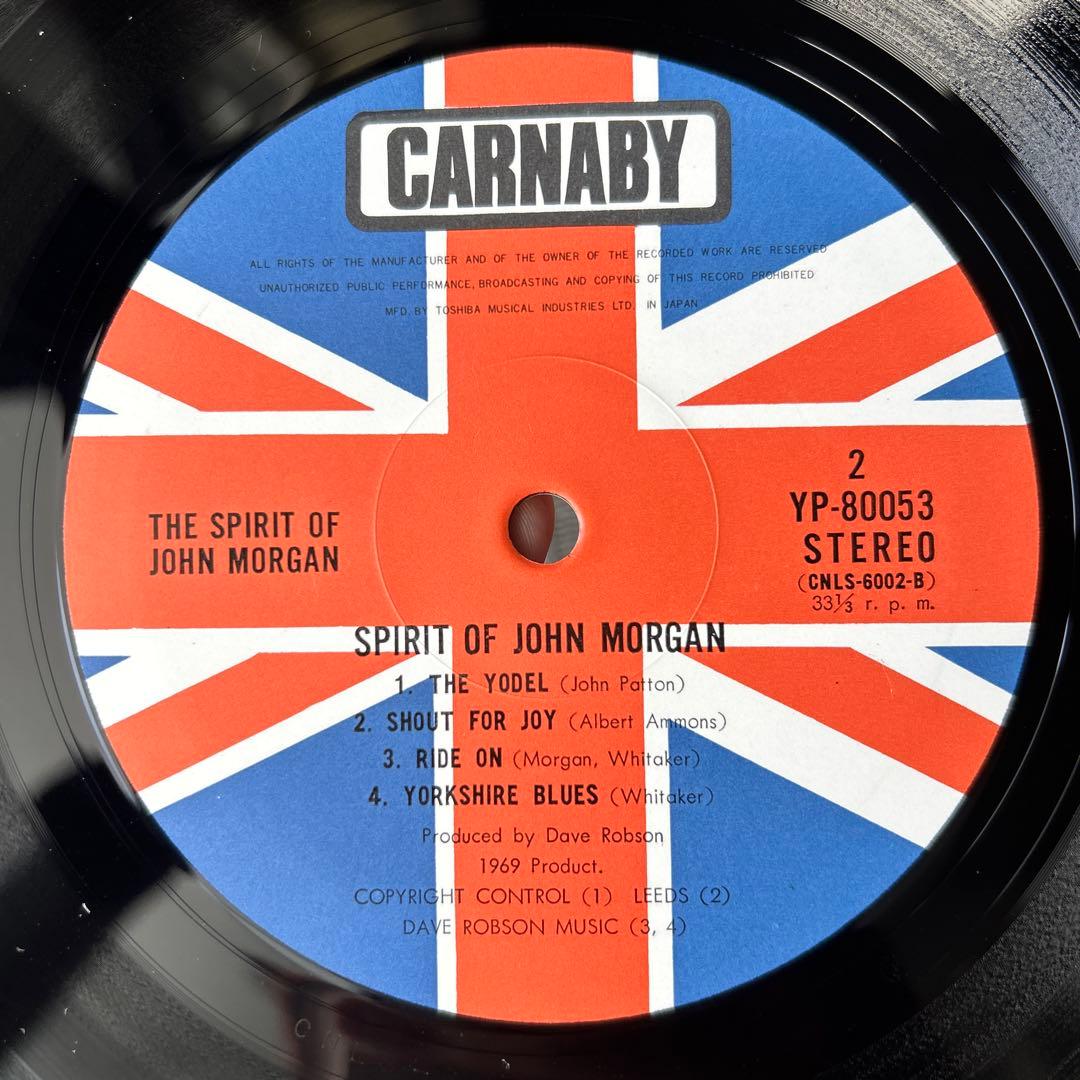 CARNABY
ALL RIGHTS OF THE MANUFACTURER AND OF THE OWNER OF THE RECORDED WORK ARE RESERVED
UNAUTHORIZED PUBLIC PERFORMANCE, BROADCASTING AND COPYING OF THIS RECORD PROHIBITED
MFD. BY TOSHIBA MUSICAL INDUSTRIES LTD. IN JAPAN
THE SPIRIT OF
JOHN MORGAN
2
YP-80053
STEREO
(CNLS-6002-B)
33⅓ r. p. m.
SPIRIT OF JOHN MORGAN
1. THE YODEL (John Patton)
2. SHOUT FOR JOY (Albert Ammons)
3. RIDE ON (Morgan, Whitaker)
4. YORKSHIRE BLUES (Whitaker)
Produced by Dave Robson
1969 Product.
COPYRIGHT CONTROL (1) LEEDS (2)
DAVE ROBSON MUSIC (3, 4)